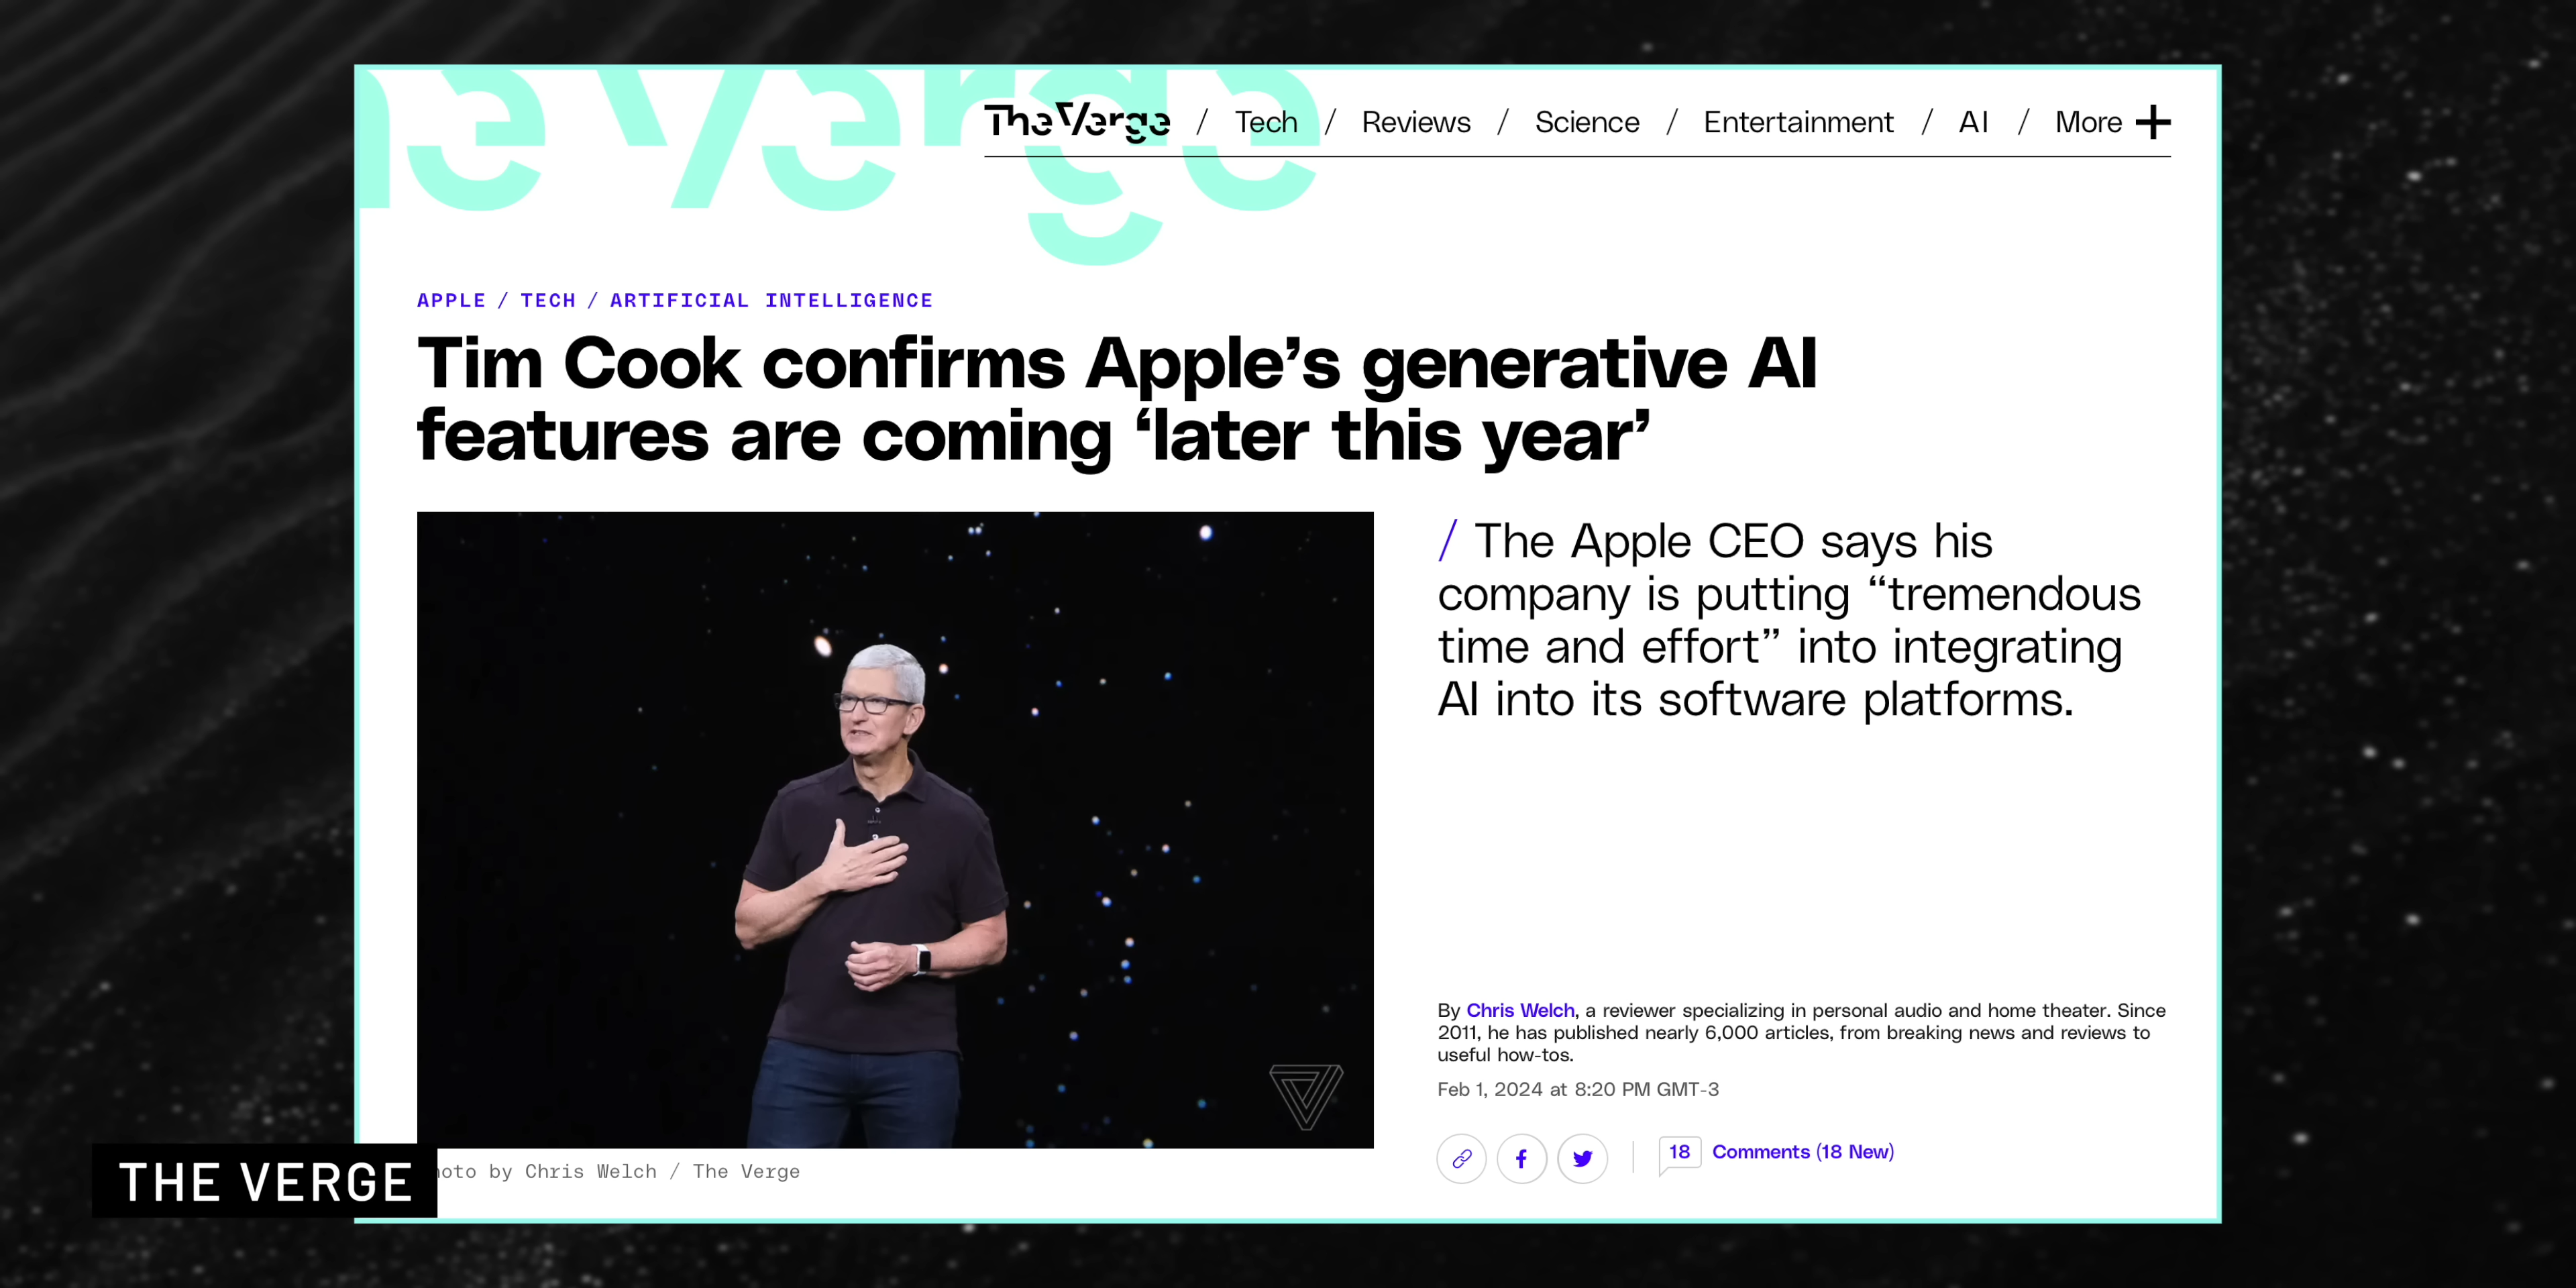 The Verge
The Verge / Tech / Reviews / Science / Entertainment / AI / More +
APPLE / TECH / ARTIFICIAL INTELLIGENCE
Tim Cook confirms Apple’s generative AI
features are coming ‘later this year’
/ The Apple CEO says his
company is putting “tremendous
time and effort” into integrating
AI into its software platforms.
By Chris Welch, a reviewer specializing in personal audio and home theater. Since
2011, he has published nearly 6,000 articles, from breaking news and reviews to
useful how-tos.
Feb 1, 2024 at 8:20 PM GMT-3
18 Comments (18 New)
oto by Chris Welch / The Verge
THE VERGE